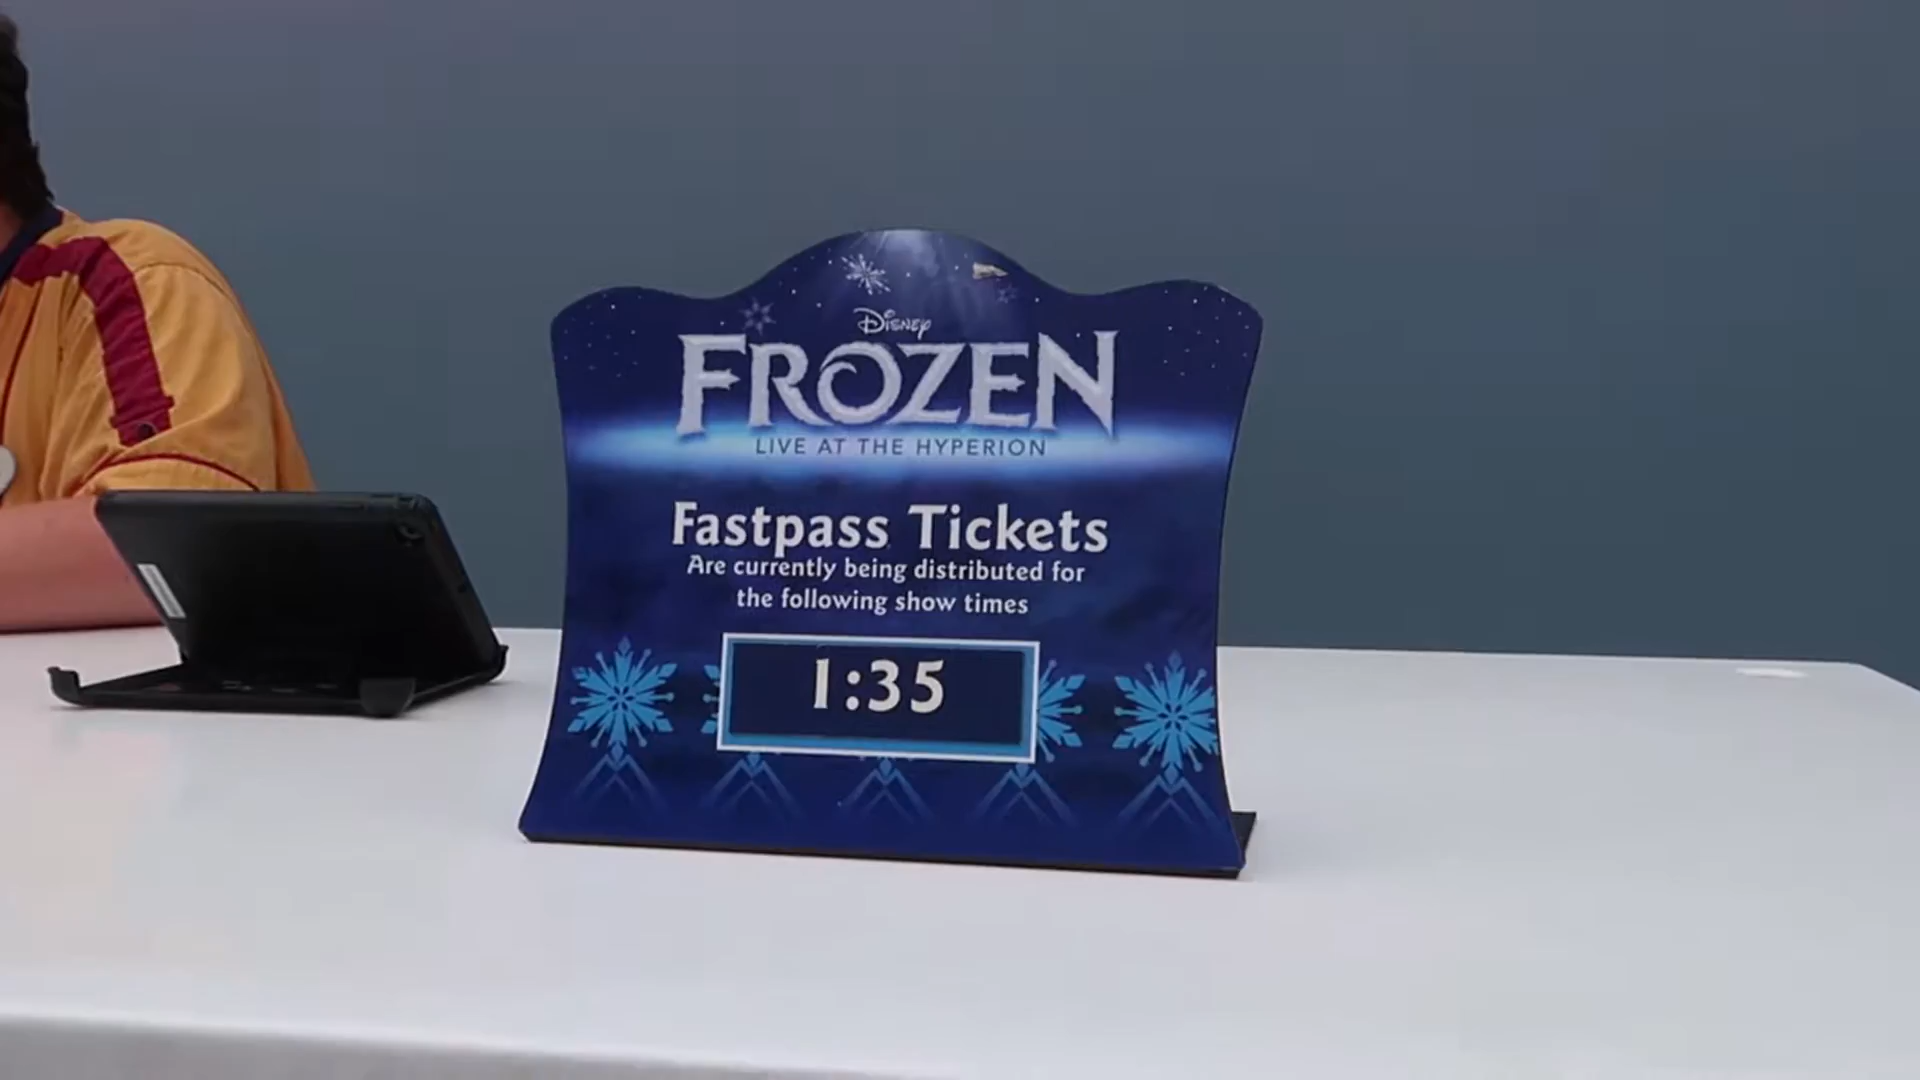 Disney
FROZEN
LIVE AT THE HYPERION
Fastpass Tickets
Are currently being distributed for
the following show times
1:35